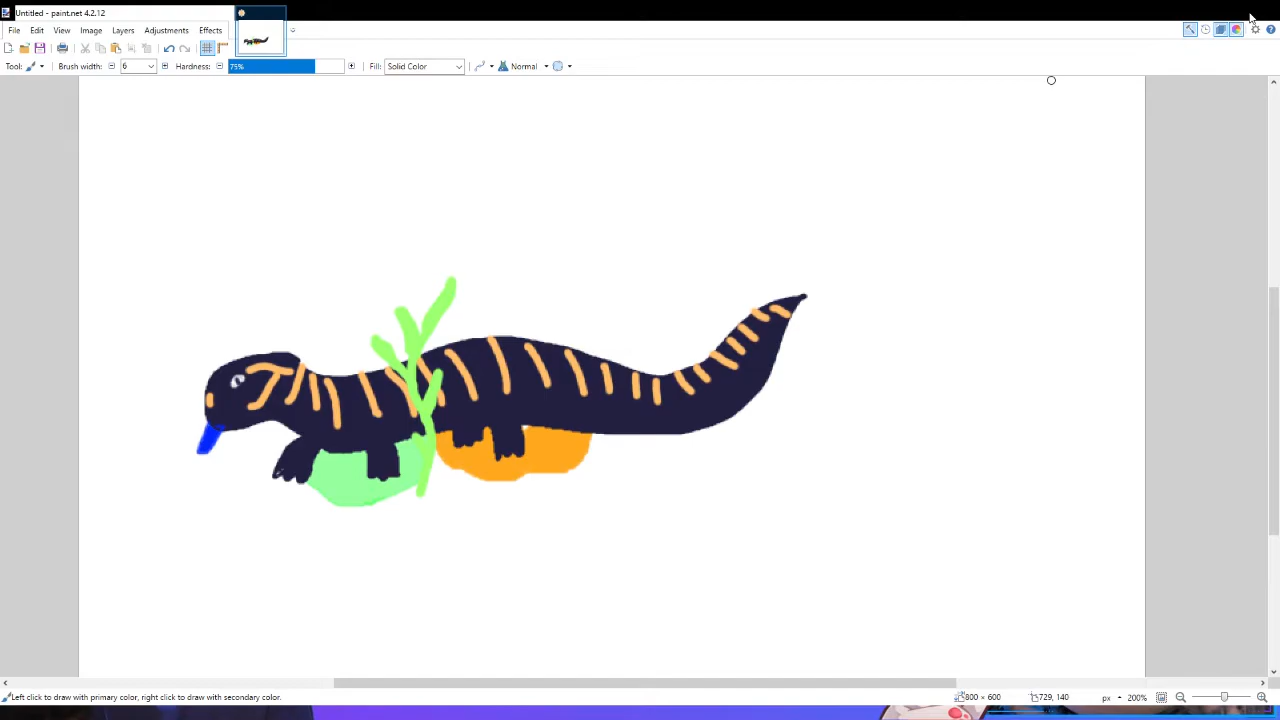 Untitled - paint.net 4.2.12
File Edit View Image Layers Adjustments Effects
Tool: Brush width: 6 Hardness: 75% Fill: Solid Color Normal
Left click to draw with primary color, right click to draw with secondary color. 800 × 600 729, 140 px 200%